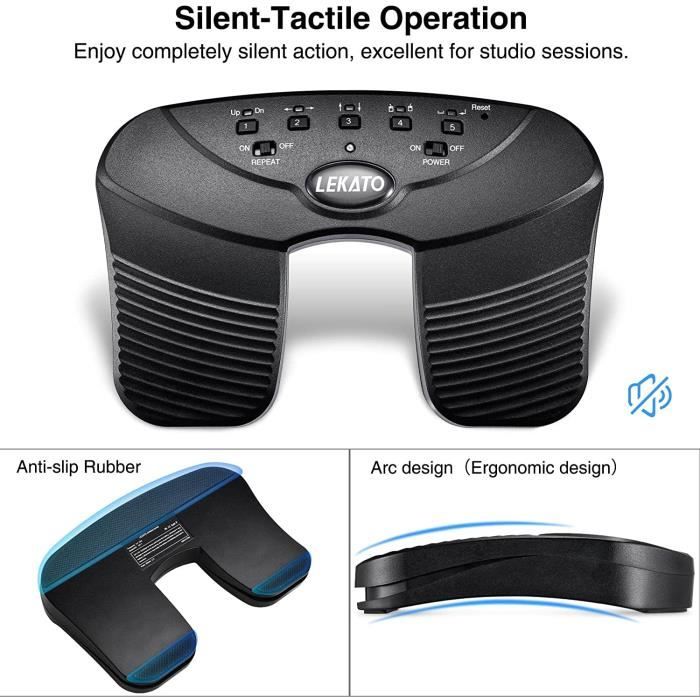 Silent-Tactile Operation
Enjoy completely silent action, excellent for studio sessions.
Up Dn
Reset
1 2 3 4 5
ON OFF
REPEAT
ON OFF
POWER
LEKATO
Anti-slip Rubber
Arc design（Ergonomic design）